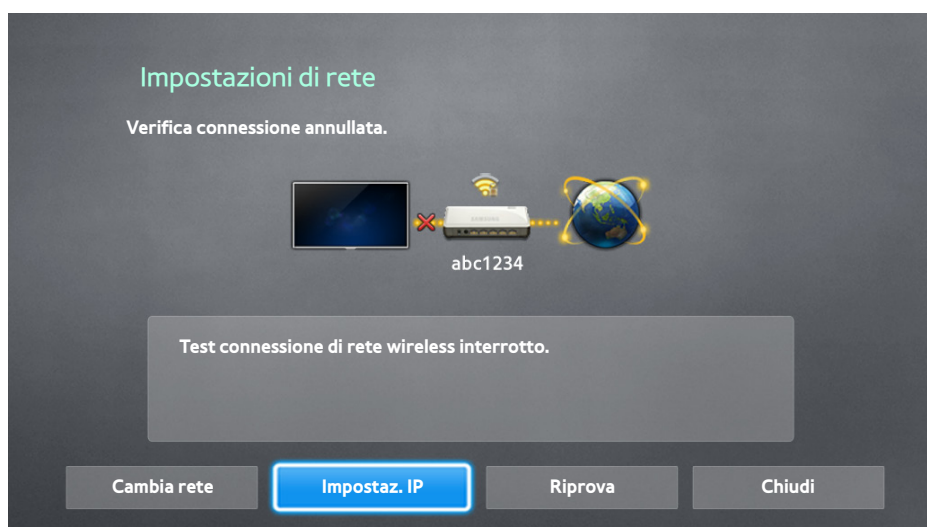 Impostazioni di rete
Verifica connessione annullata.
SAMSUNG
abc1234
Test connessione di rete wireless interrotto.
Cambia rete
Impostaz. IP
Riprova
Chiudi